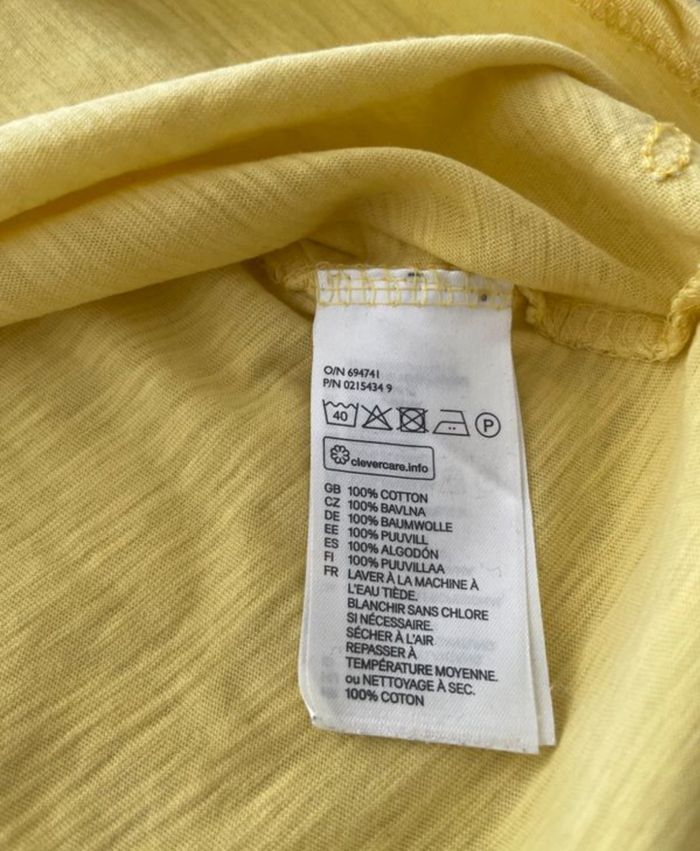 O/N 694741
P/N 0215434 9
40 P
clevercare.info
GB 100% COTTON
CZ 100% BAVLNA
DE 100% BAUMWOLLE
EE 100% PUUVILL
ES 100% ALGODÓN
FI 100% PUUVILLAA
FR LAVER À LA MACHINE À
L'EAU TIÈDE.
BLANCHIR SANS CHLORE
SI NÉCESSAIRE.
SÉCHER À L'AIR.
REPASSER À
TEMPÉRATURE MOYENNE.
ou NETTOYAGE À SEC.
100% COTON